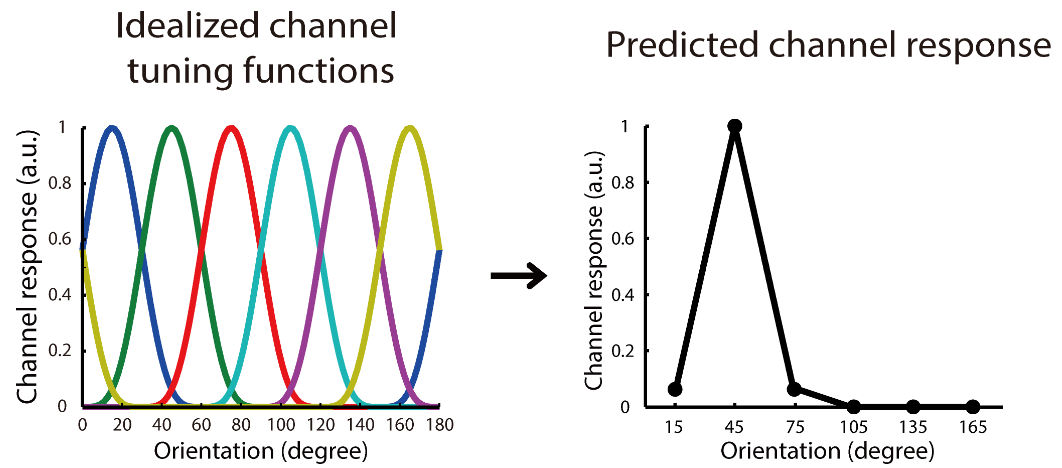 Idealized channel
tuning functions
Predicted channel response
Channel response (a.u.)
1
0.8
0.6
0.4
0.2
0
0 20 40 60 80 100 120 140 160 180
Orientation (degree)
Channel response (a.u.)
1
0.8
0.6
0.4
0.2
0
15 45 75 105 135 165
Orientation (degree)